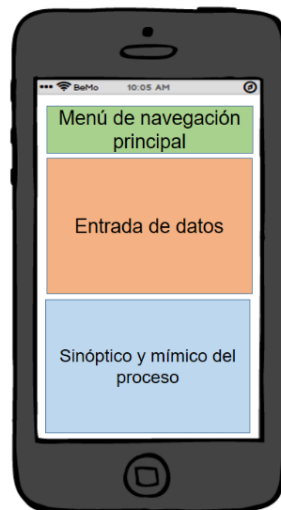 BeMo 10:05 AM
Menú de navegación
principal
Entrada de datos
Sinóptico y mímico del
proceso